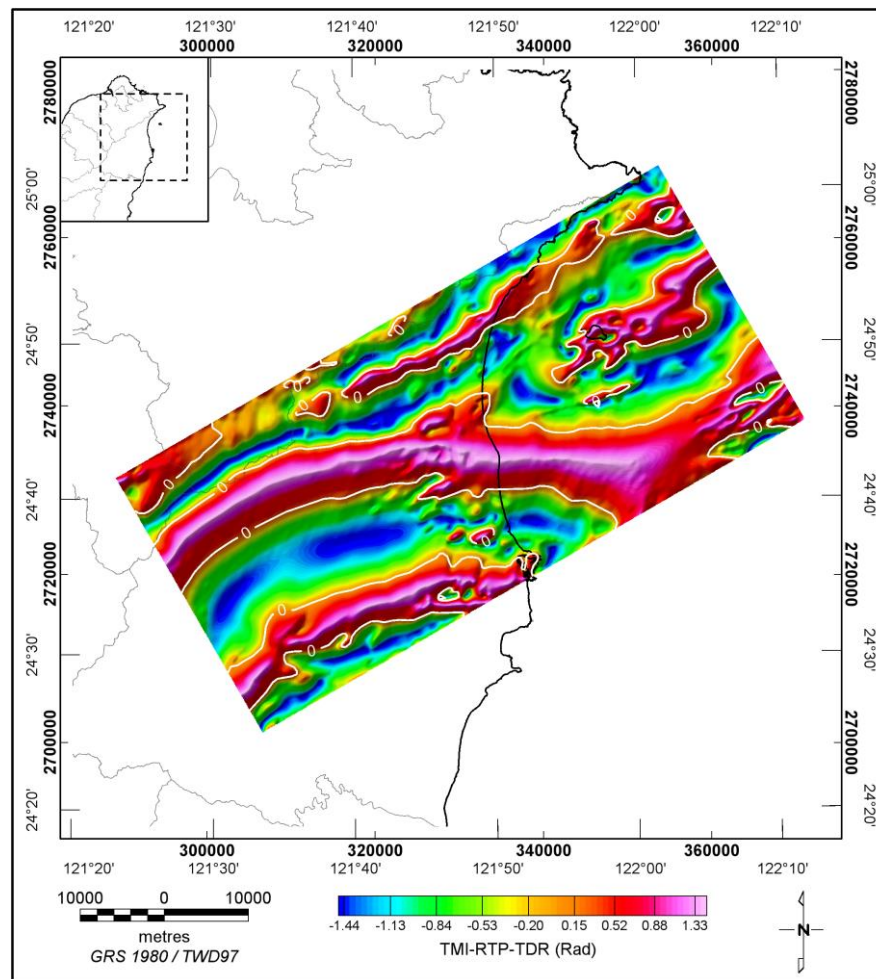 121°20' 121°30' 121°40' 121°50' 122°00' 122°10'
300000 320000 340000 360000
2780000 2780000
25°00' 25°00'
2760000 2760000
24°50' 24°50'
2740000 2740000
24°40' 24°40'
2720000 2720000
24°30' 24°30'
2700000 2700000
24°20' 24°20'
0 0 0 0 0 0 0 0 0 0
300000 320000 340000 360000
121°20' 121°30' 121°40' 121°50' 122°00' 122°10'
10000 0 10000
metres
GRS 1980 / TWD97
-1.44 -1.13 -0.84 -0.53 -0.20 0.15 0.52 0.88 1.33
TMI-RTP-TDR (Rad)
N